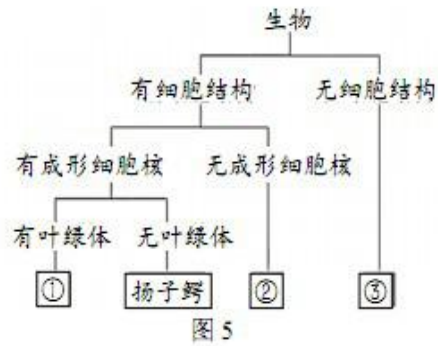 生物
有细胞结构 无细胞结构
有成形细胞核 无成形细胞核
有叶绿体 无叶绿体
① 扬子鳄 ② ③
图 5